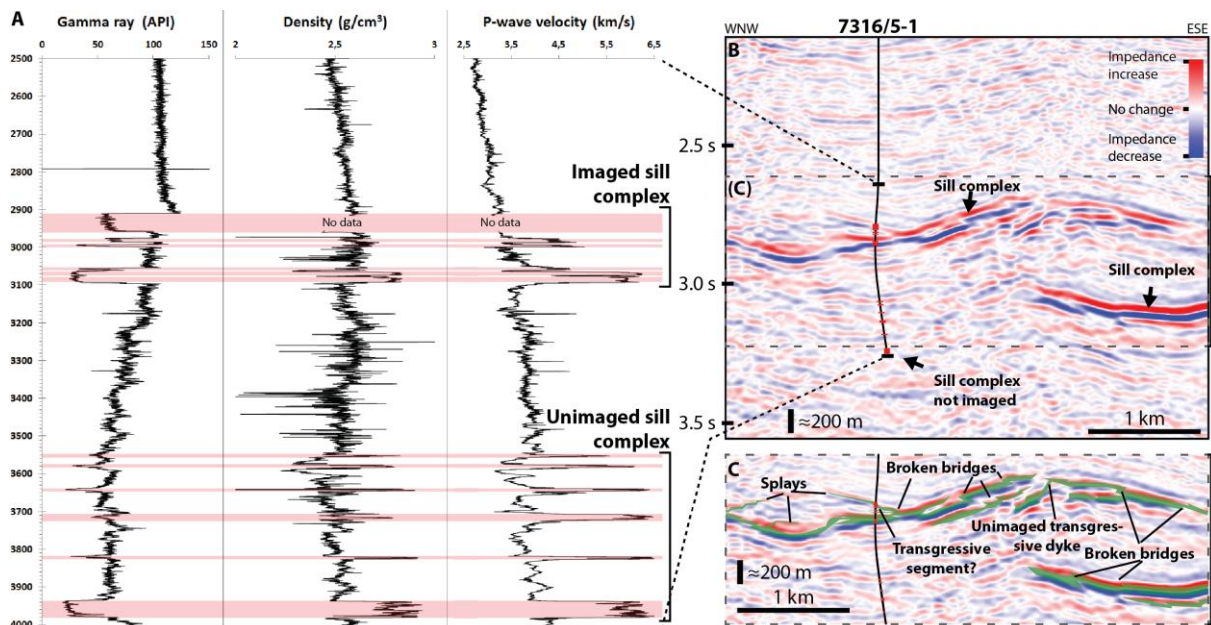 A
Gamma ray (API)
0 50 100 150
Density (g/cm³)
2 2,5 3
P-wave velocity (km/s)
2,5 3,5 4,5 5,5 6,5
2500
2600
2700
2800
2900
3000
3100
3200
3300
3400
3500
3600
3700
3800
3900
4000
No data
No data
Imaged sill
complex
Unimaged sill
complex
WNW
7316/5-1
ESE
B
Impedance
increase
No change
Impedance
decrease
2.5 s
(C)
Sill complex
3.0 s
Sill complex
Sill complex
not imaged
3.5 s
≈200 m
1 km
C
Splays
Broken bridges
Transgressive
segment?
Unimaged transgres-
sive dyke
Broken bridges
≈200 m
1 km